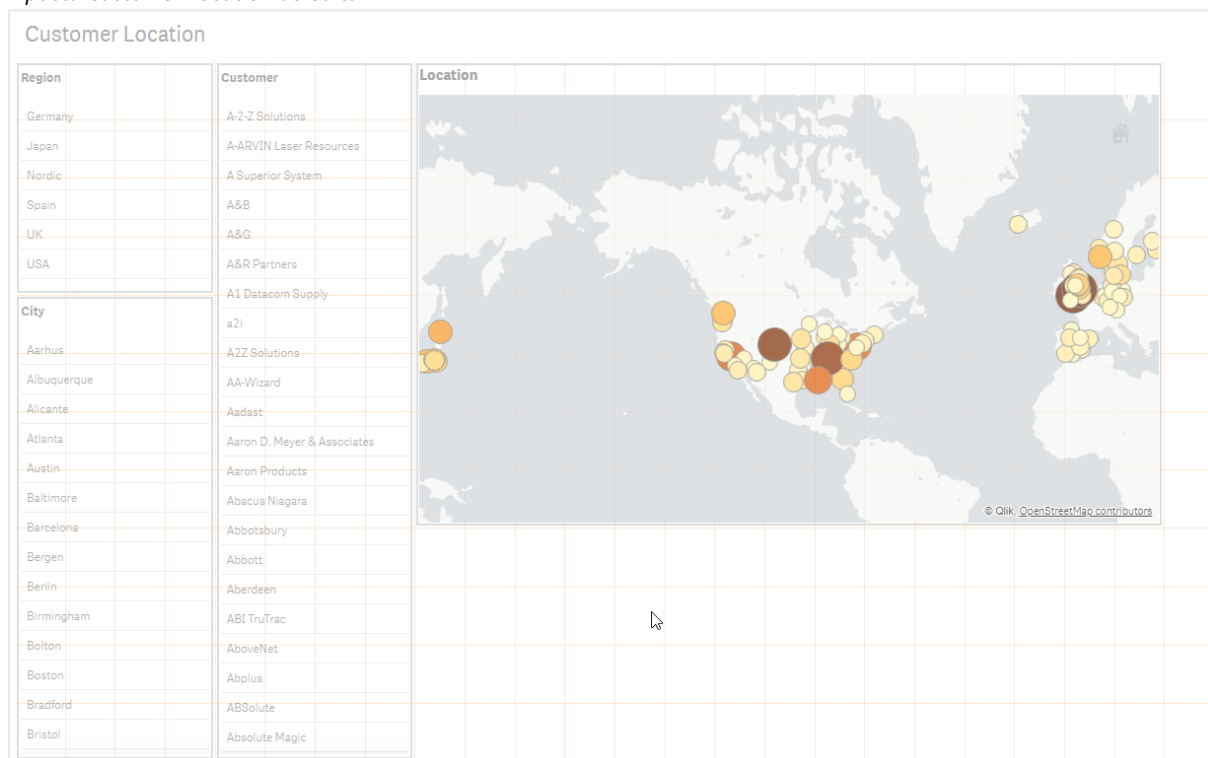 Customer Location
Region
Germany
Japan
Nordic
Spain
UK
USA
City
Aarhus
Albuquerque
Alicante
Atlanta
Austin
Baltimore
Barcelona
Bergen
Berlin
Birmingham
Bolton
Boston
Bradford
Bristol
Customer
A-2-Z Solutions
A-ARVIN Laser Resources
A Superior System
A&B
A&G
A&R Partners
A1 Datacom Supply
a2i
A2Z Solutions
AA-Wizard
Aadast
Aaron D. Meyer & Associates
Aaron Products
Abacus Niagara
Abbotsbury
Abbott
Aberdeen
ABI TruTrac
AboveNet
Abplus
ABSolute
Absolute Magic
Location
© Qlik, OpenStreetMap contributors